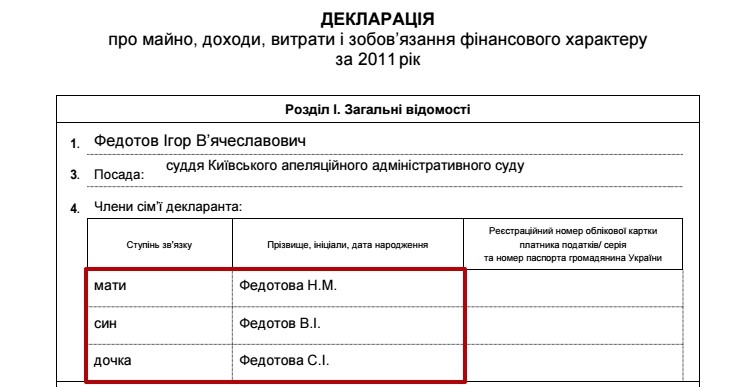 ДЕКЛАРАЦІЯ
про майно, доходи, витрати і зобов’язання фінансового характеру
за 2011 рік
Розділ І. Загальні відомості
1. Федотов Ігор В’ячеславович
3. Посада: суддя Київського апеляційного адміністративного суду
4. Члени сім’ї декларанта:
Ступінь зв’язку
Прізвище, ініціали, дата народження
Реєстраційний номер облікової картки
платника податків/ серія
та номер паспорта громадянина України
мати Федотова Н.М.
син Федотов В.І.
дочка Федотова С.І.